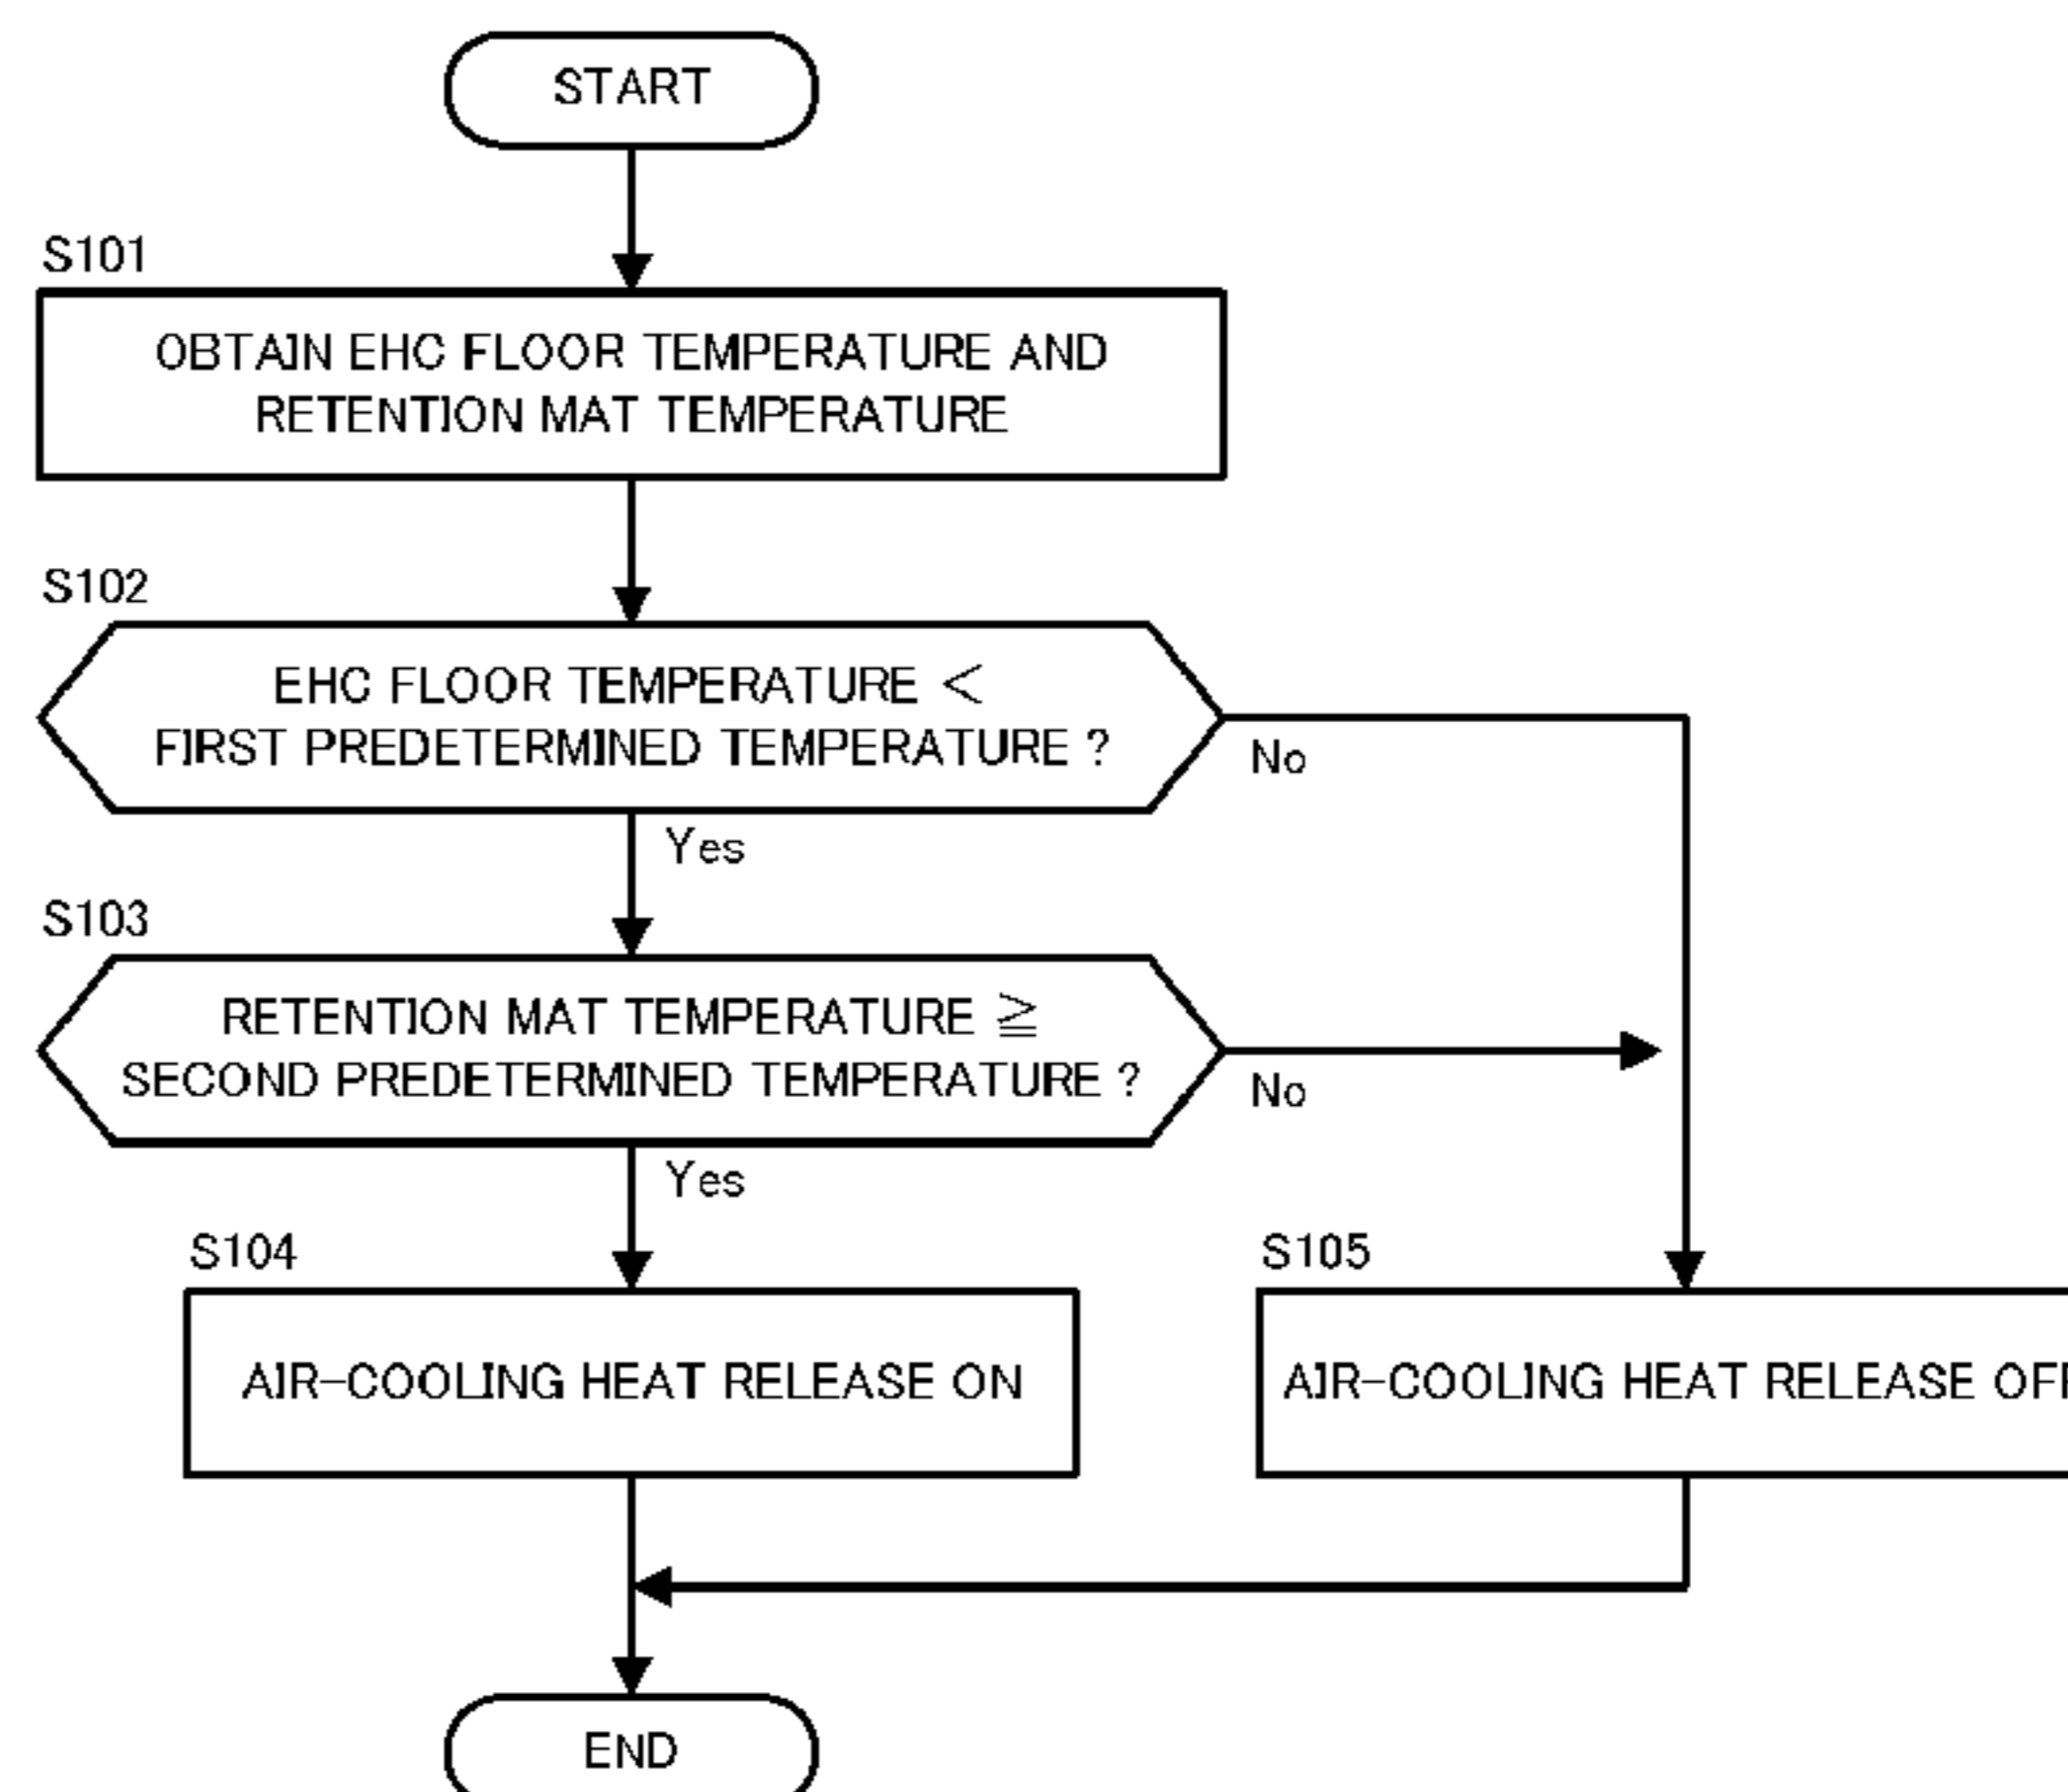 START
S101
OBTAIN EHC FLOOR TEMPERATURE AND
RETENTION MAT TEMPERATURE
S102
EHC FLOOR TEMPERATURE <
FIRST PREDETERMINED TEMPERATURE ?
No
Yes
S103
RETENTION MAT TEMPERATURE ≧
SECOND PREDETERMINED TEMPERATURE ?
No
Yes
S104
AIR-COOLING HEAT RELEASE ON
S105
AIR-COOLING HEAT RELEASE
END